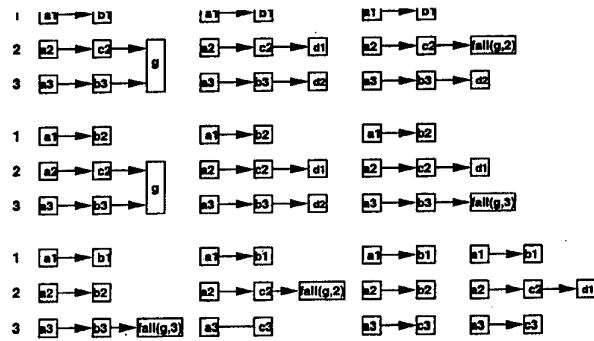 1 a1 b1 a1 b1 a1 b1
2 a2 c2 g a2 c2 d1 a2 c2 fail(g,2)
3 a3 b3 a3 b3 d2 a3 b3 d2
1 a1 b2 a1 b2 a1 b2
2 a2 c2 g a2 c2 d1 a2 c2 d1
3 a3 b3 a3 b3 d2 a3 b3 fail(g,3)
1 a1 b1 a1 b1 a1 b1 a1 b1
2 a2 b2 a2 c2 fail(g,2) a2 b2 a2 c2 d1
3 a3 b3 fail(g,3) a3 c3 a3 c3 a3 c3